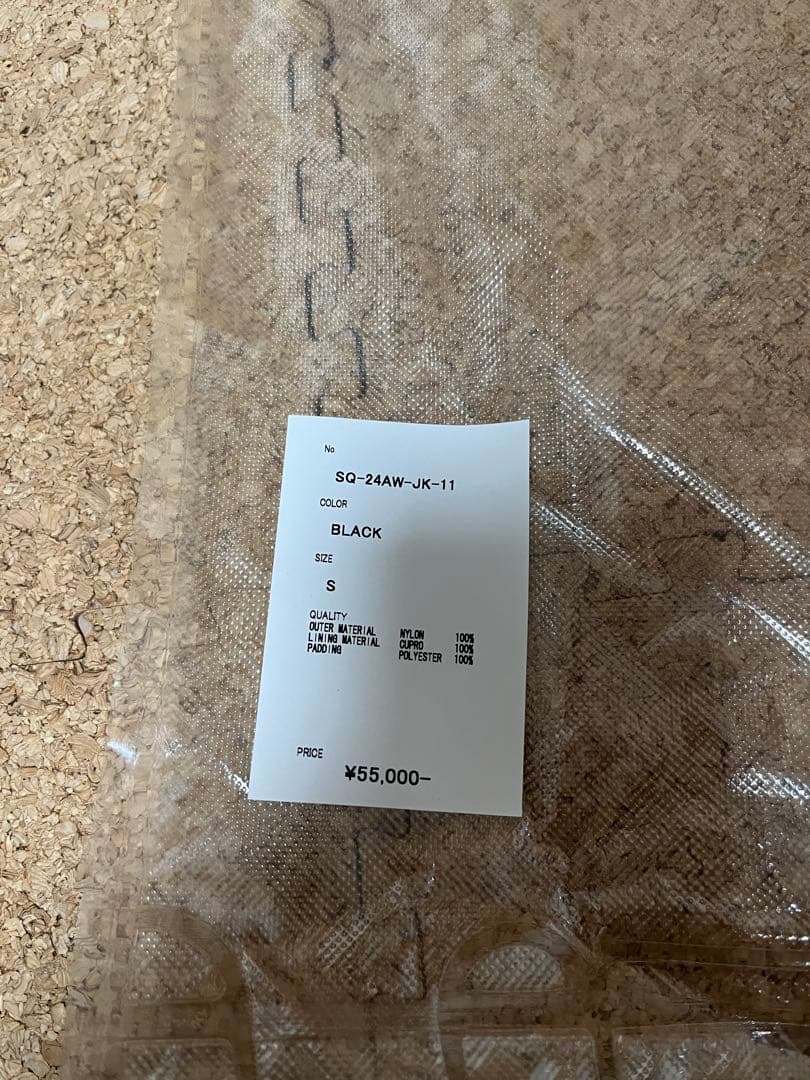 No
SQ-24AW-JK-11
COLOR
BLACK
SIZE
S
QUALITY
OUTER MATERIAL NYLON 100%
LINING MATERIAL CUPRO 100%
PADDING POLYESTER 100%
PRICE
¥55,000-